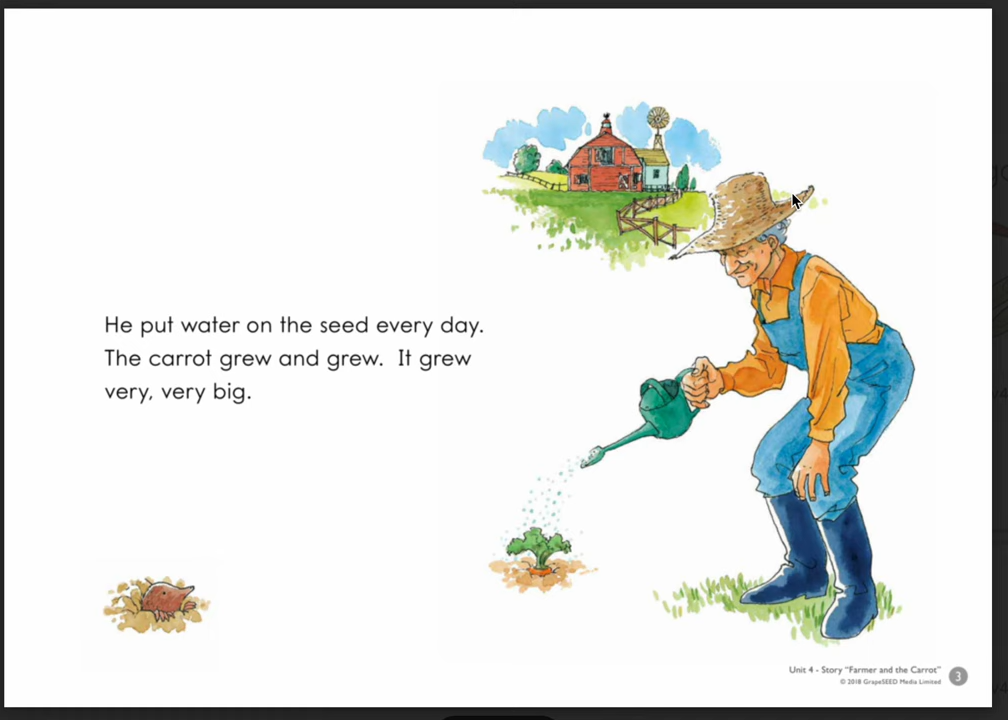 He put water on the seed every day.
The carrot grew and grew.  It grew
very, very big.
Unit 4 - Story "Farmer and the Carrot"
© 2018 GrapeSEED Media Limited
3